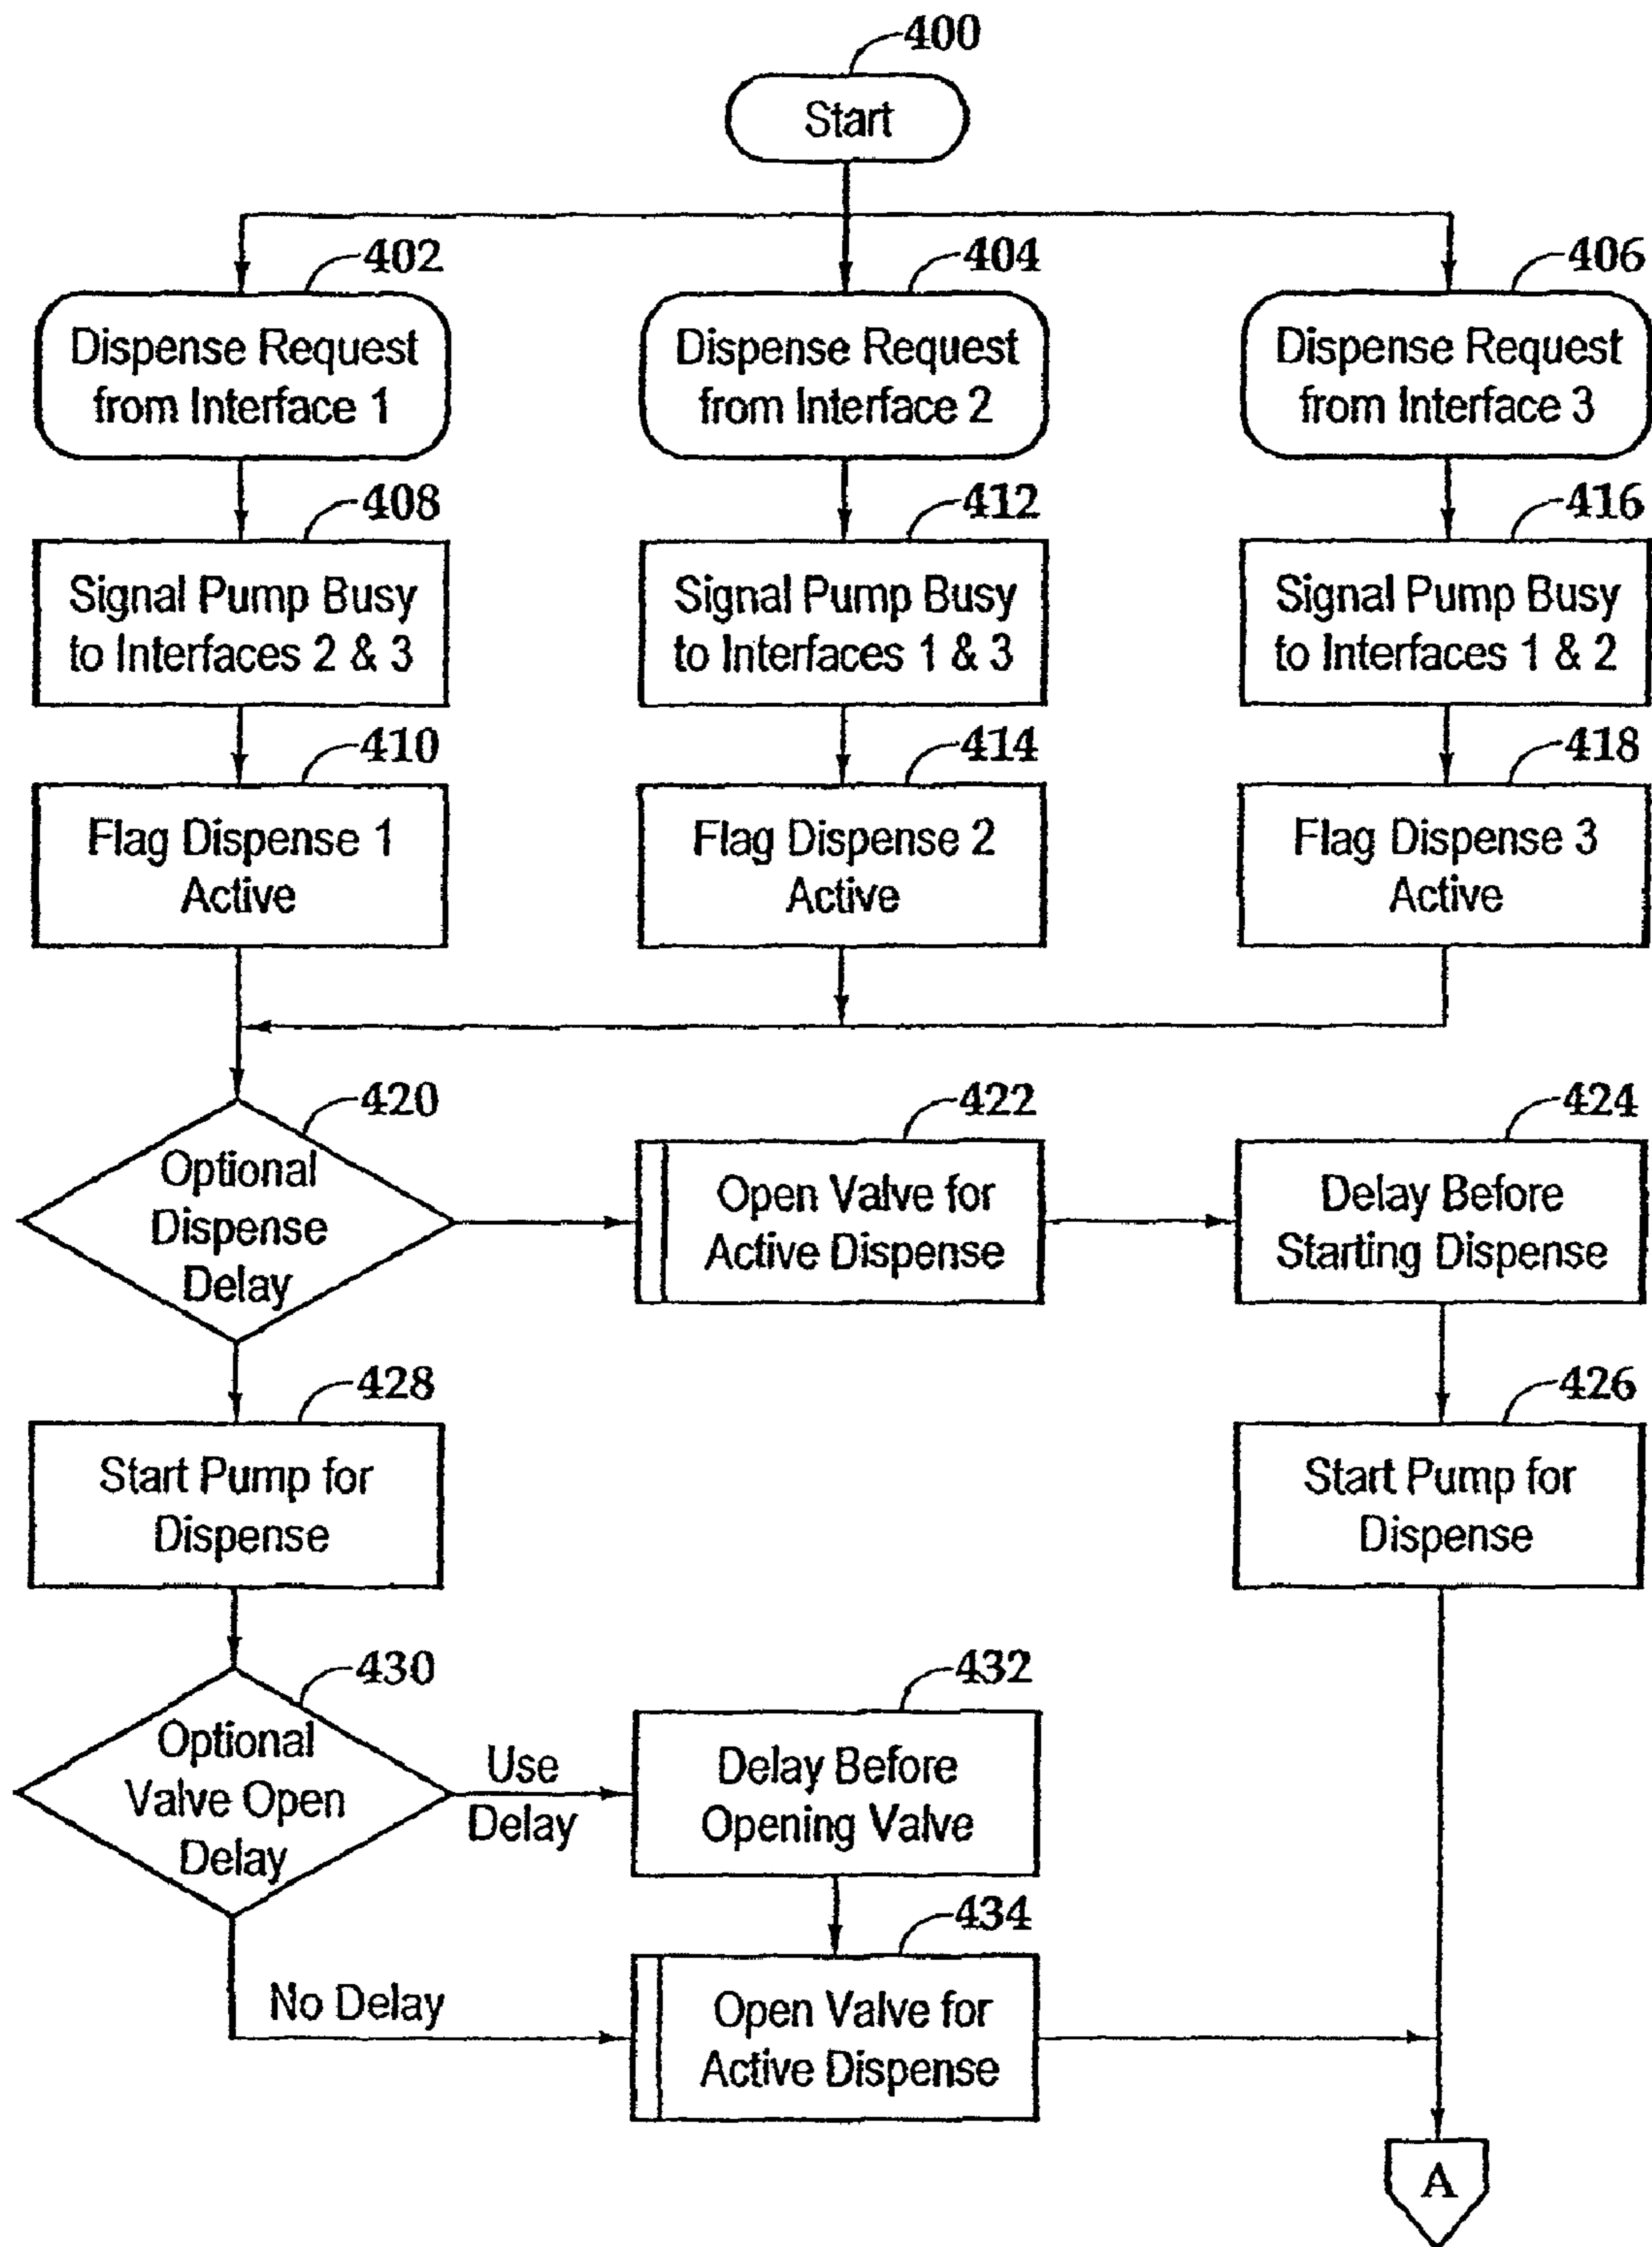 400
Start
402
404
406
Dispense Request
from Interface 1
Dispense Request
from Interface 2
Dispense Request
from Interface 3
408
412
416
Signal Pump Busy
to Interfaces 2 & 3
Signal Pump Busy
to Interfaces 1 & 3
Signal Pump Busy
to Interfaces 1 & 2
410
414
418
Flag Dispense 1
Active
Flag Dispense 2
Active
Flag Dispense 3
Active
420
422
424
Optional
Dispense
Delay
Open Valve for
Active Dispense
Delay Before
Starting Dispense
428
426
Start Pump for
Dispense
Start Pump for
Dispense
430
432
Optional
Valve Open
Delay
Use
Delay
Delay Before
Opening Valve
434
No Delay
Open Valve for
Active Dispense
A